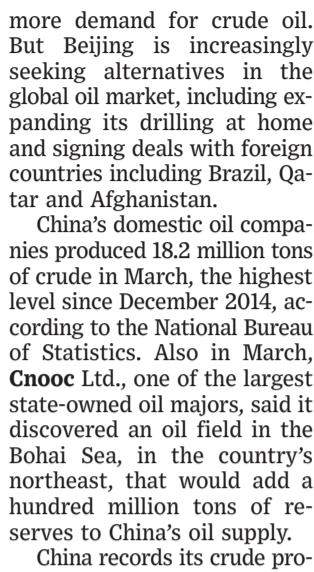 more demand for crude oil.
But Beijing is increasingly
seeking alternatives in the
global oil market, including ex-
panding its drilling at home
and signing deals with foreign
countries including Brazil, Qa-
tar and Afghanistan.
China’s domestic oil compa-
nies produced 18.2 million tons
of crude in March, the highest
level since December 2014, ac-
cording to the National Bureau
of Statistics. Also in March,
Cnooc Ltd., one of the largest
state-owned oil majors, said it
discovered an oil field in the
Bohai Sea, in the country’s
northeast, that would add a
hundred million tons of re-
serves to China’s oil supply.
China records its crude pro-